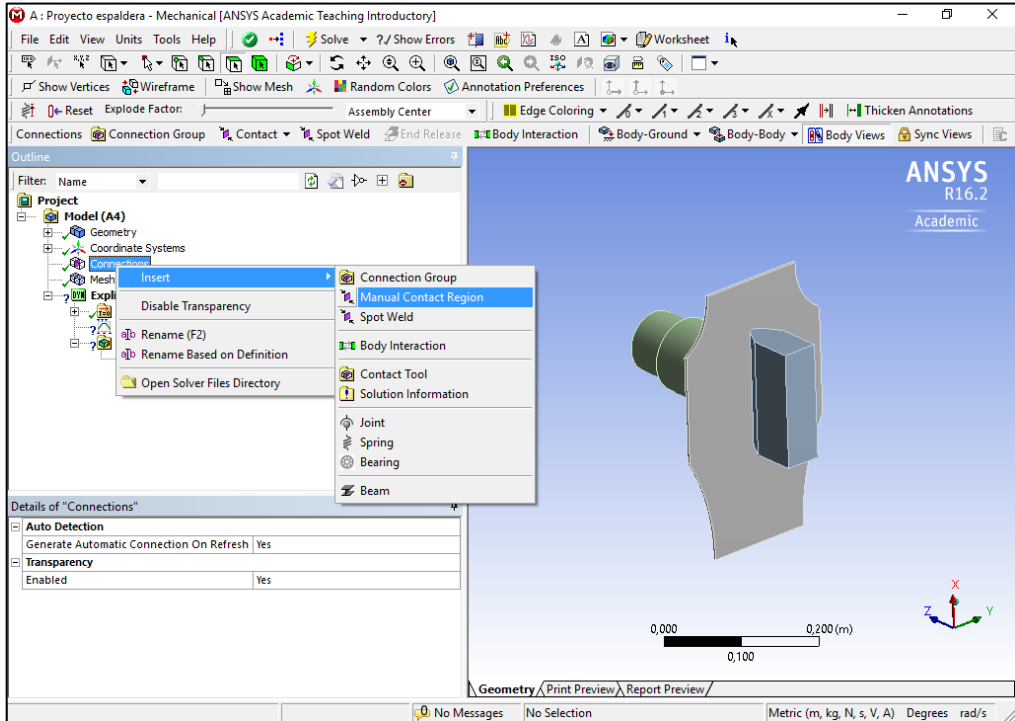 A : Proyecto espaldera - Mechanical [ANSYS Academic Teaching Introductory]
File Edit View Units Tools Help Solve ?/ Show Errors Worksheet
Show Vertices Wireframe Show Mesh Random Colors Annotation Preferences
Reset Explode Factor: Assembly Center Edge Coloring Thicken Annotations
Connections Connection Group Contact Spot Weld End Release Body Interaction Body-Ground Body-Body Body Views Sync Views
Outline
Filter: Name
Project
Model (A4)
Geometry
Coordinate Systems
Connections
Mesh
Expli
Insert
Disable Transparency
Rename (F2)
Rename Based on Definition
Open Solver Files Directory
Connection Group
Manual Contact Region
Spot Weld
Body Interaction
Contact Tool
Solution Information
Joint
Spring
Bearing
Beam
ANSYS
R16.2
Academic
Details of "Connections"
Auto Detection
Generate Automatic Connection On Refresh Yes
Transparency
Enabled Yes
X
Y
Z
0,000 0,200 (m)
0,100
Geometry Print Preview Report Preview
No Messages No Selection Metric (m, kg, N, s, V, A) Degrees rad/s